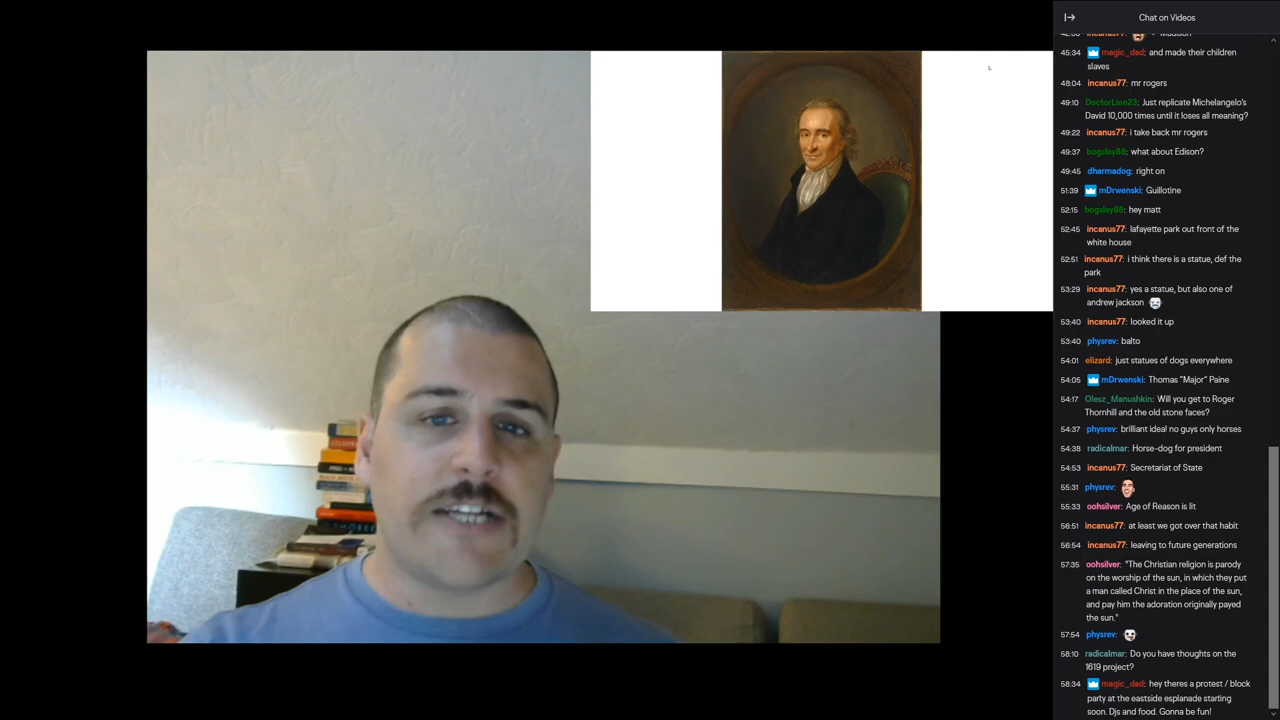 Chat on Videos
42:06 incanus77: < Madison
45:34 magic_dad: and made their children
slaves
48:04 incanus77: mr rogers
49:10 DoctorLion23: Just replicate Michelangelo's
David 10,000 times until it loses all meaning?
49:22 incanus77: i take back mr rogers
49:37 bogsley88: what about Edison?
49:45 dharmadog: right on
51:39 mDrwenski: Guillotine
52:15 bogsley88: hey matt
52:45 incanus77: lafayette park out front of the
white house
52:51 incanus77: i think there is a statue, def the
park
53:29 incanus77: yes a statue, but also one of
andrew jackson
53:40 incanus77: looked it up
53:40 physrev: balto
54:01 elizard: just statues of dogs everywhere
54:05 mDrwenski: Thomas "Major" Paine
54:17 Olesz_Manushkin: Will you get to Roger
Thornhill and the old stone faces?
54:37 physrev: brilliant idea! no guys only horses
54:38 radicalmar: Horse-dog for president
54:53 incanus77: Secretariat of State
55:31 physrev:
55:33 oohsilver: Age of Reason is lit
56:51 incanus77: at least we got over that habit
56:54 incanus77: leaving to future generations
57:35 oohsilver: "The Christian religion is parody
on the worship of the sun, in which they put
a man called Christ in the place of the sun,
and pay him the adoration originally payed
the sun."
57:54 physrev:
58:10 radicalmar: Do you have thoughts on the
1619 project?
58:34 magic_dad: hey theres a protest / block
party at the eastside esplanade starting
soon. Djs and food. Gonna be fun!